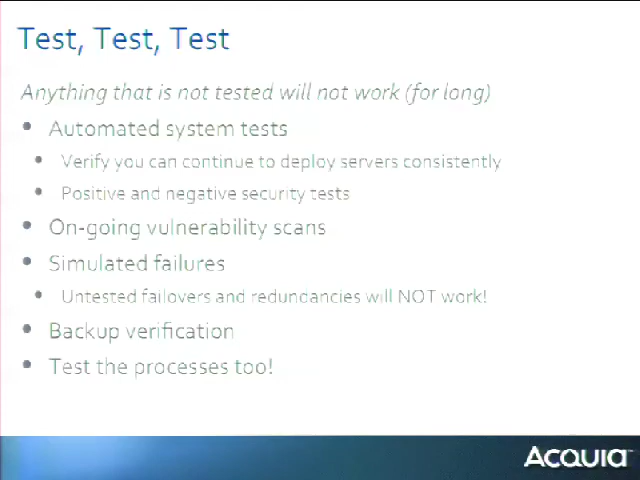 Test, Test, Test
Anything that is not tested will not work (for long)
• Automated system tests
• Verify you can continue to deploy servers consistently
• Positive and negative security tests
• On-going vulnerability scans
• Simulated failures
• Untested failovers and redundancies will NOT work!
• Backup verification
• Test the processes too!
ACQUIA™